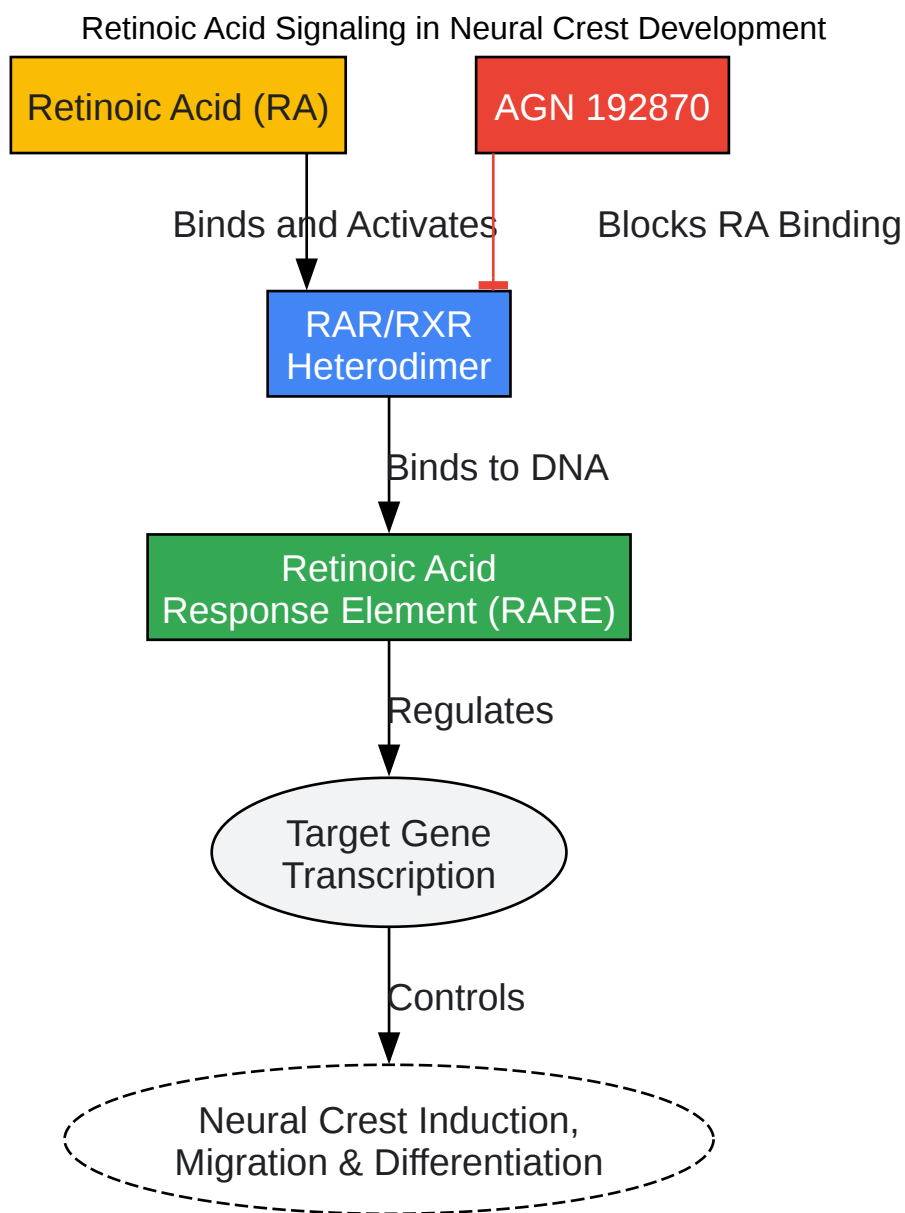 Retinoic Acid Signaling in Neural Crest Development
Retinoic Acid (RA)
AGN 192870
Binds and Activates
Blocks RA Binding
RAR/RXR
Heterodimer
Binds to DNA
Retinoic Acid
Response Element (RARE)
Regulates
Target Gene
Transcription
Controls
Neural Crest Induction,
Migration & Differentiation